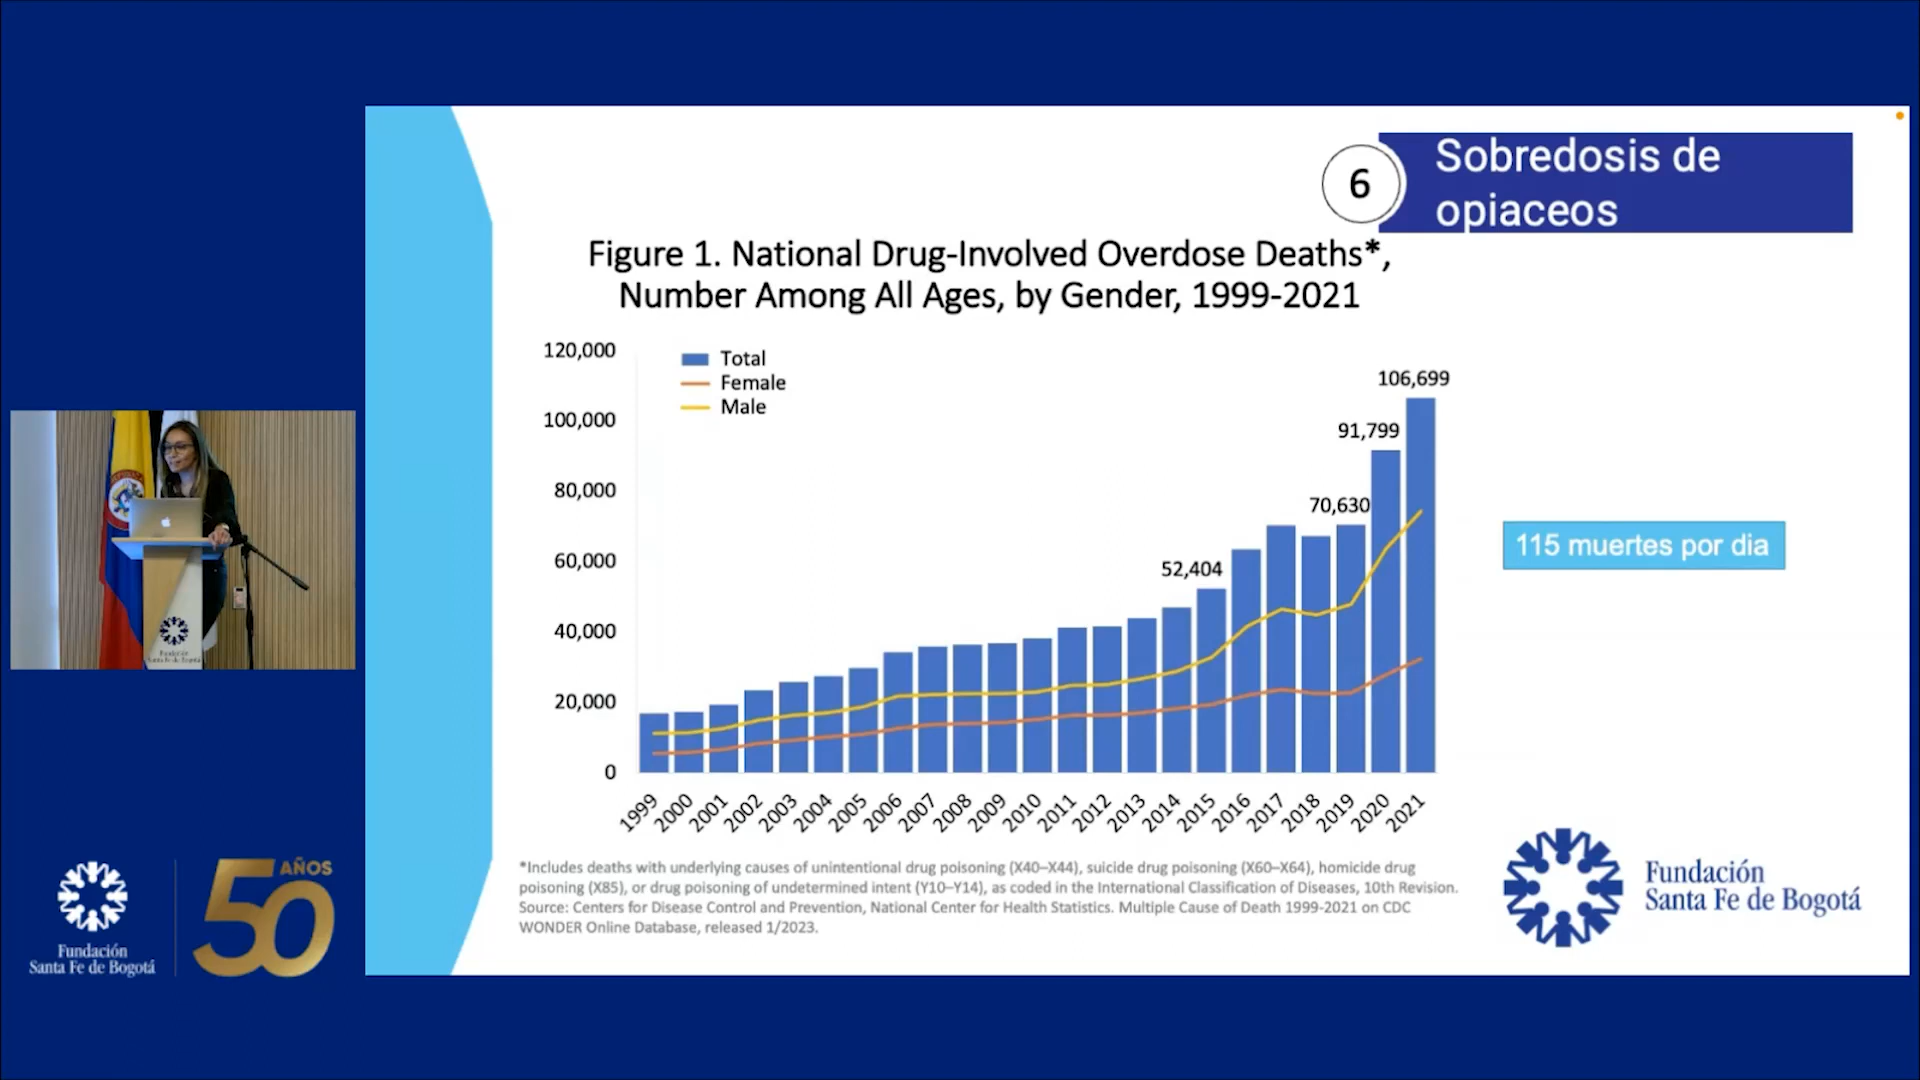 6
Sobredosis de
opiaceos
Figure 1. National Drug-Involved Overdose Deaths*,
Number Among All Ages, by Gender, 1999-2021
120,000
100,000
80,000
60,000
40,000
20,000
0
Total
Female
Male
52,404
70,630
91,799
106,699
1999
2000
2001
2002
2003
2004
2005
2006
2007
2008
2009
2010
2011
2012
2013
2014
2015
2016
2017
2018
2019
2020
2021
115 muertes por dia
*Includes deaths with underlying causes of unintentional drug poisoning (X40–X44), suicide drug poisoning (X60–X64), homicide drug
poisoning (X85), or drug poisoning of undetermined intent (Y10–Y14), as coded in the International Classification of Diseases, 10th Revision.
Source: Centers for Disease Control and Prevention, National Center for Health Statistics. Multiple Cause of Death 1999-2021 on CDC
WONDER Online Database, released 1/2023.
Fundación
Santa Fe de Bogotá
Fundación
Santa Fe de Bogotá
Fundación
Santa Fe de Bogotá
50 AÑOS